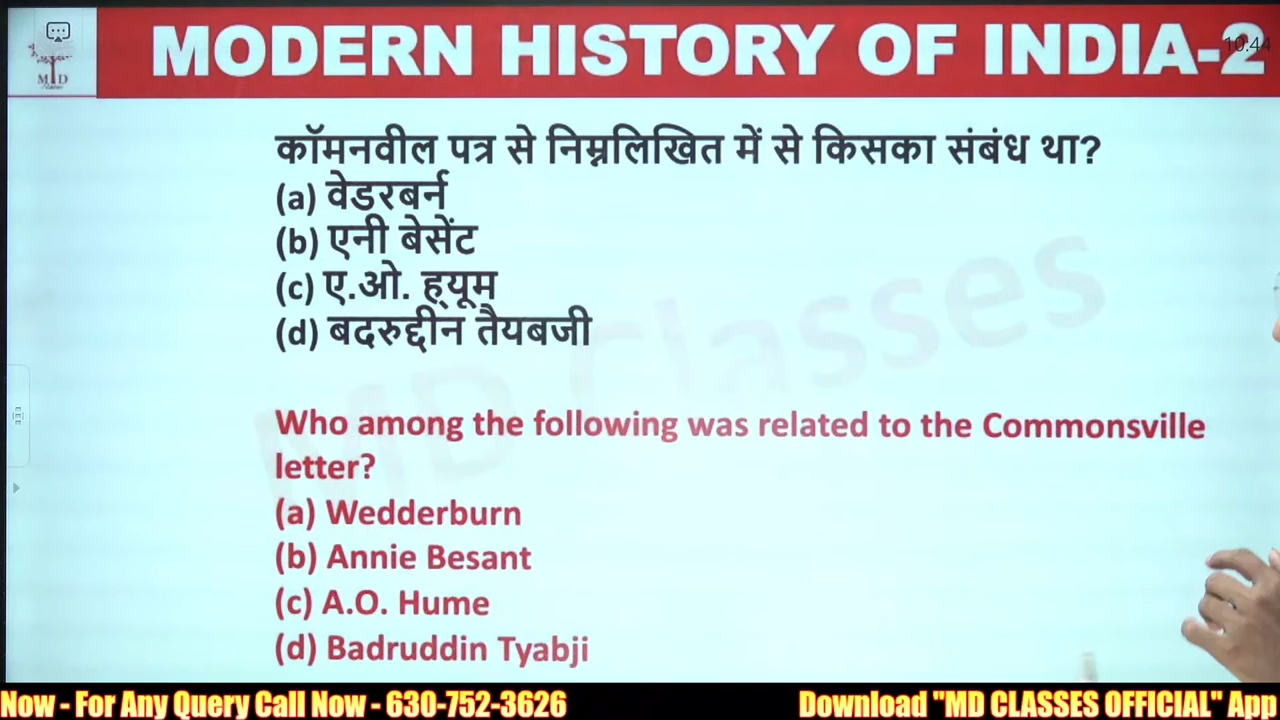 MODERN HISTORY OF INDIA-2
10:44
MD
कॉमनवील पत्र से निम्नलिखित में से किसका संबंध था?
(a) वेडरबर्न
(b) एनी बेसेंट
(c) ए.ओ. ह्यूम
(d) बदरुद्दीन तैयबजी
MD Classes
Who among the following was related to the Commonsville
letter?
(a) Wedderburn
(b) Annie Besant
(c) A.O. Hume
(d) Badruddin Tyabji
Now - For Any Query Call Now - 630-752-3626
Download "MD CLASSES OFFICIAL" App